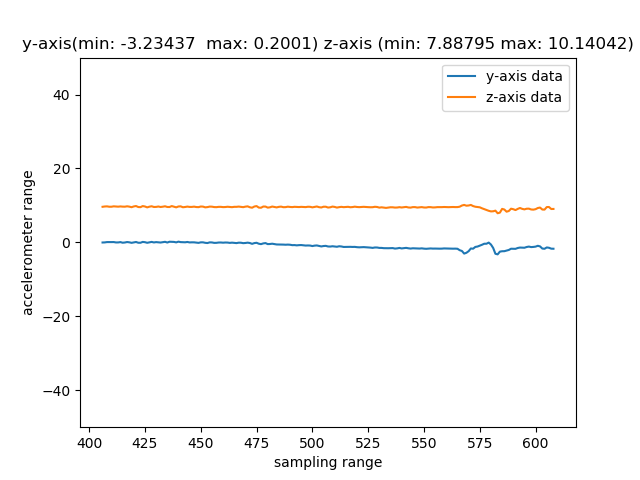 y-axis(min: -3.23437  max: 0.2001) z-axis (min: 7.88795 max: 10.14042)
y-axis data
z-axis data
accelerometer range
40
20
0
−20
−40
400 425 450 475 500 525 550 575 600
sampling range